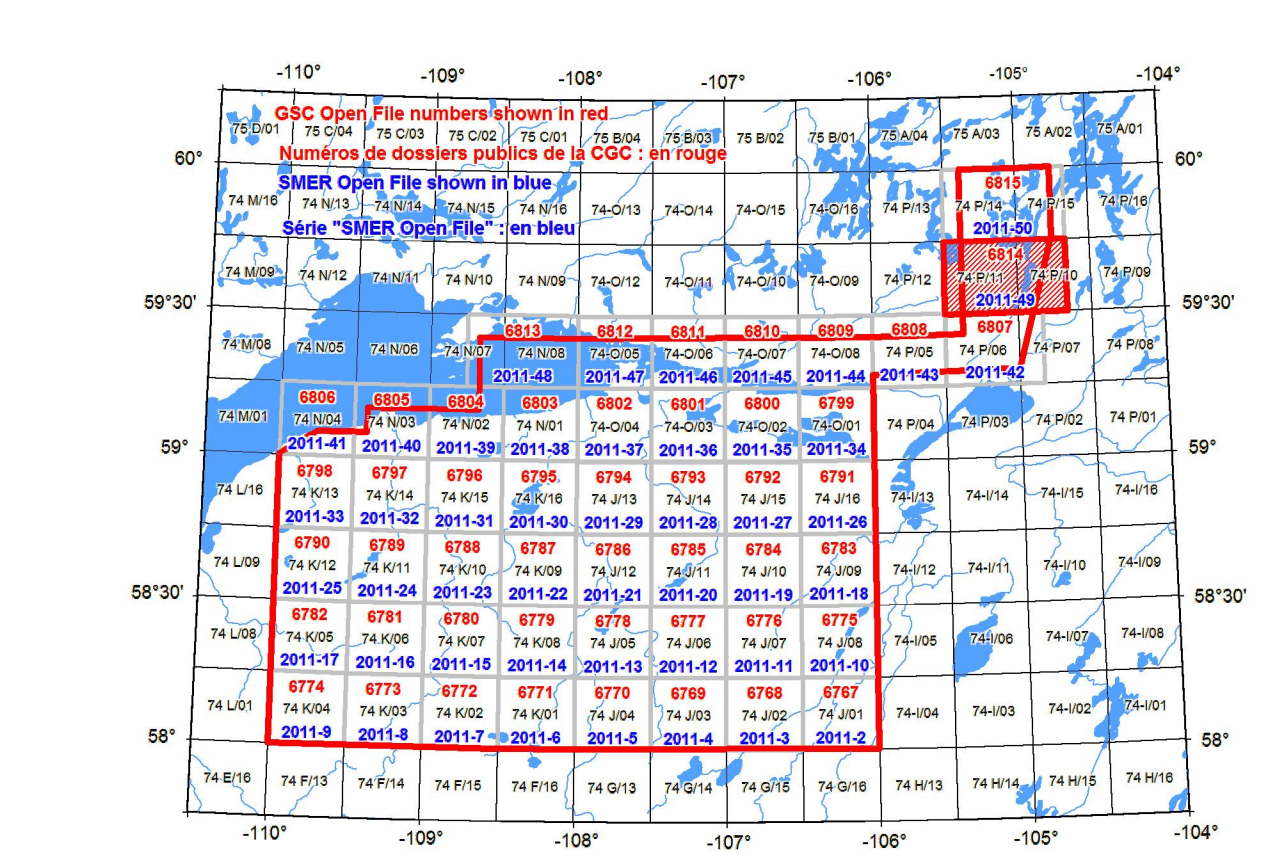 -110° -109° -108° -107° -106° -105° -104°
GSC Open File numbers shown in red
75 D/01 75 C/04 75 C/03 75 C/02 75 C/01 75 B/04 75 B/03 75 B/02 75 B/01 75 A/04 75 A/03 75 A/02 75 A/01
Numéros de dossiers publics de la CGC : en rouge
60° 60°
SMER Open File shown in blue
6815
74 M/16 74 N/13 74 N/14 74 N/15 74 N/16 74-O/13 74-O/14 74-O/15 74-O/16 74 P/13 74 P/14 74 P/15 74 P/16
Série "SMER Open File" : en bleu
2011-50
6814
74 M/09 74 N/12 74 N/11 74 N/10 74 N/09 74-O/12 74-O/11 74-O/10 74-O/09 74 P/12 74 P/11 74 P/10 74 P/09
2011-49
59°30' 59°30'
6813 6812 6811 6810 6809 6808 6807
74 M/08 74 N/05 74 N/06 74 N/07 74 N/08 74-O/05 74-O/06 74-O/07 74-O/08 74 P/05 74 P/06 74 P/07 74 P/08
2011-48 2011-47 2011-46 2011-45 2011-44 2011-43 2011-42
6806 6805 6804 6803 6802 6801 6800 6799
74 M/01 74 N/04 74 N/03 74 N/02 74 N/01 74-O/04 74-O/03 74-O/02 74-O/01 74 P/04 74 P/03 74 P/02 74 P/01
2011-41 2011-40 2011-39 2011-38 2011-37 2011-36 2011-35 2011-34
59° 59°
6798 6797 6796 6795 6794 6793 6792 6791
74 L/16 74 K/13 74 K/14 74 K/15 74 K/16 74 J/13 74 J/14 74 J/15 74 J/16 74-I/13 74-I/14 74-I/15 74-I/16
2011-33 2011-32 2011-31 2011-30 2011-29 2011-28 2011-27 2011-26
6790 6789 6788 6787 6786 6785 6784 6783
74 L/09 74 K/12 74 K/11 74 K/10 74 K/09 74 J/12 74 J/11 74 J/10 74 J/09 74-I/12 74-I/11 74-I/10 74-I/09
2011-25 2011-24 2011-23 2011-22 2011-21 2011-20 2011-19 2011-18
58°30' 58°30'
6782 6781 6780 6779 6778 6777 6776 6775
74 L/08 74 K/05 74 K/06 74 K/07 74 K/08 74 J/05 74 J/06 74 J/07 74 J/08 74-I/05 74-I/06 74-I/07 74-I/08
2011-17 2011-16 2011-15 2011-14 2011-13 2011-12 2011-11 2011-10
6774 6773 6772 6771 6770 6769 6768 6767
74 L/01 74 K/04 74 K/03 74 K/02 74 K/01 74 J/04 74 J/03 74 J/02 74 J/01 74-I/04 74-I/03 74-I/02 74-I/01
2011-9 2011-8 2011-7 2011-6 2011-5 2011-4 2011-3 2011-2
58° 58°
74 E/16 74 F/13 74 F/14 74 F/15 74 F/16 74 G/13 74 G/14 74 G/15 74 G/16 74 H/13 74 H/14 74 H/15 74 H/16
-110° -109° -108° -107° -106° -105° -104°